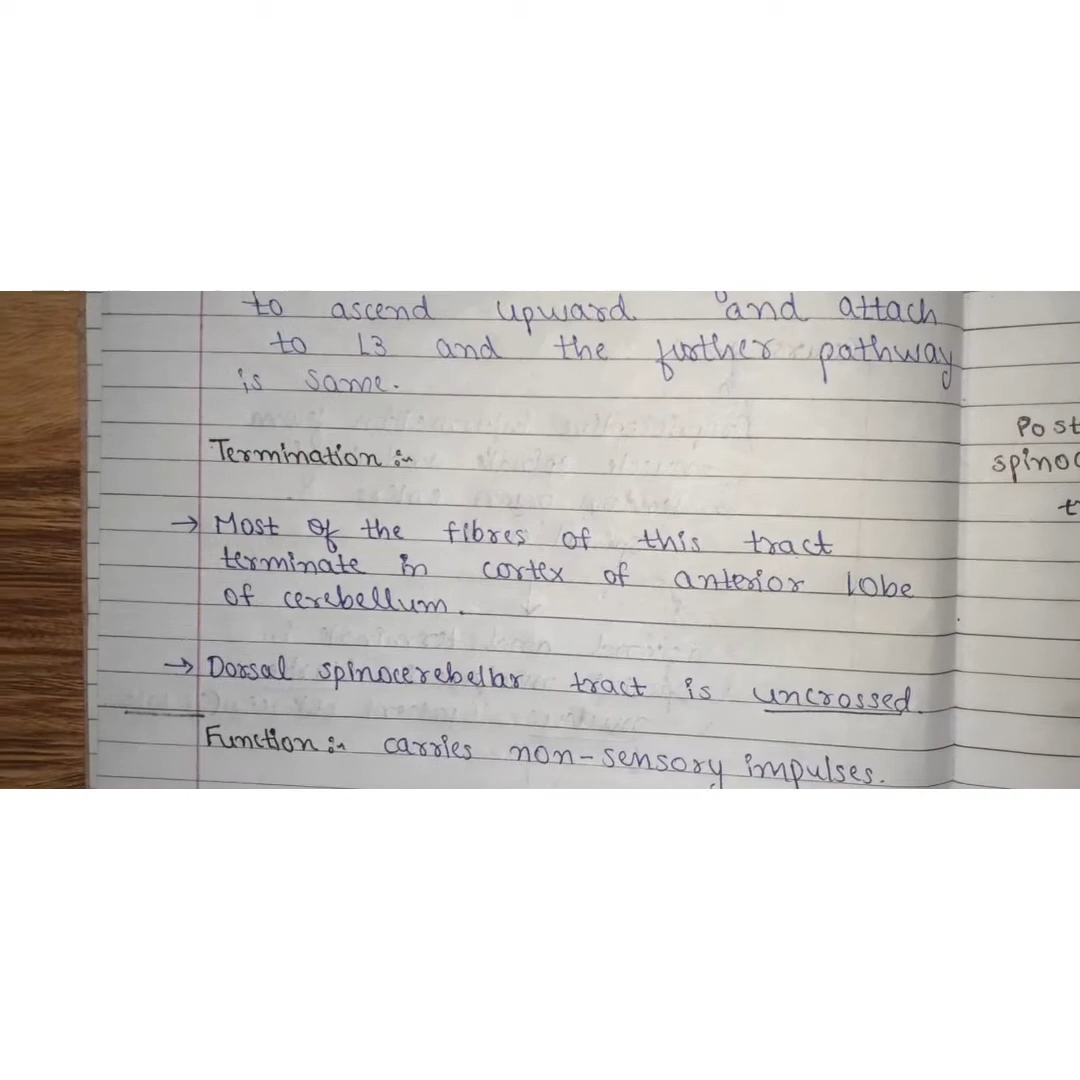 to ascend upward and attach
to L3 and the further pathway
is same.
Termination :-
→ Most of the fibres of this tract
terminate in cortex of anterior lobe
of cerebellum.
→ Dorsal spinocerebellar tract is uncrossed.
Function :- carries non-sensory impulses.
Post
spinoc
t